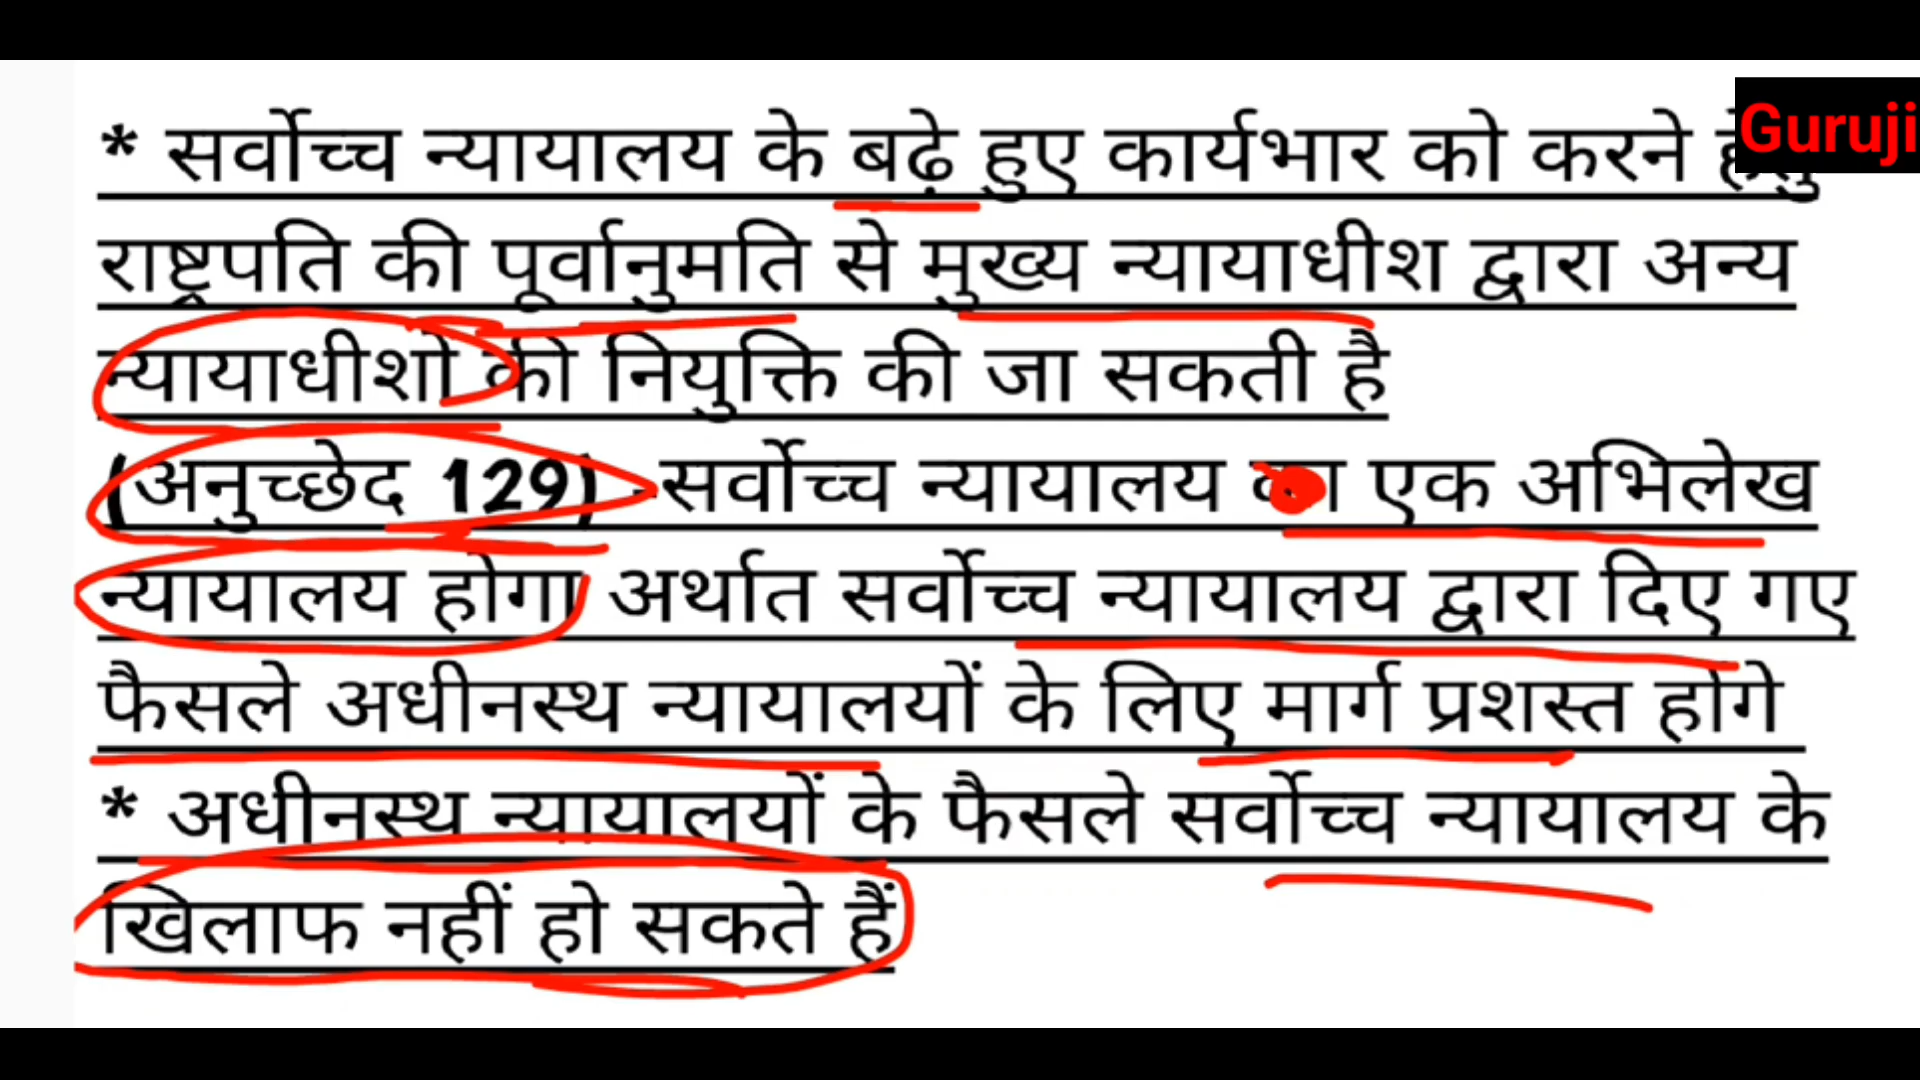 * सर्वोच्च न्यायालय के बढ़े हुए कार्यभार को करने हेतु
Guruji
राष्ट्रपति की पूर्वानुमति से मुख्य न्यायाधीश द्वारा अन्य
न्यायाधीशो की नियुक्ति की जा सकती है
(अनुच्छेद 129) -सर्वोच्च न्यायालय का एक अभिलेख
न्यायालय होगा अर्थात सर्वोच्च न्यायालय द्वारा दिए गए
फैसले अधीनस्थ न्यायालयों के लिए मार्ग प्रशस्त होगे
* अधीनस्थ न्यायालयों के फैसले सर्वोच्च न्यायालय के
खिलाफ नहीं हो सकते हैं